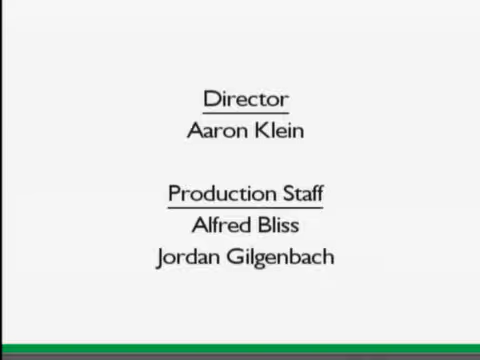 Director
Aaron Klein
Production Staff
Alfred Bliss
Jordan Gilgenbach